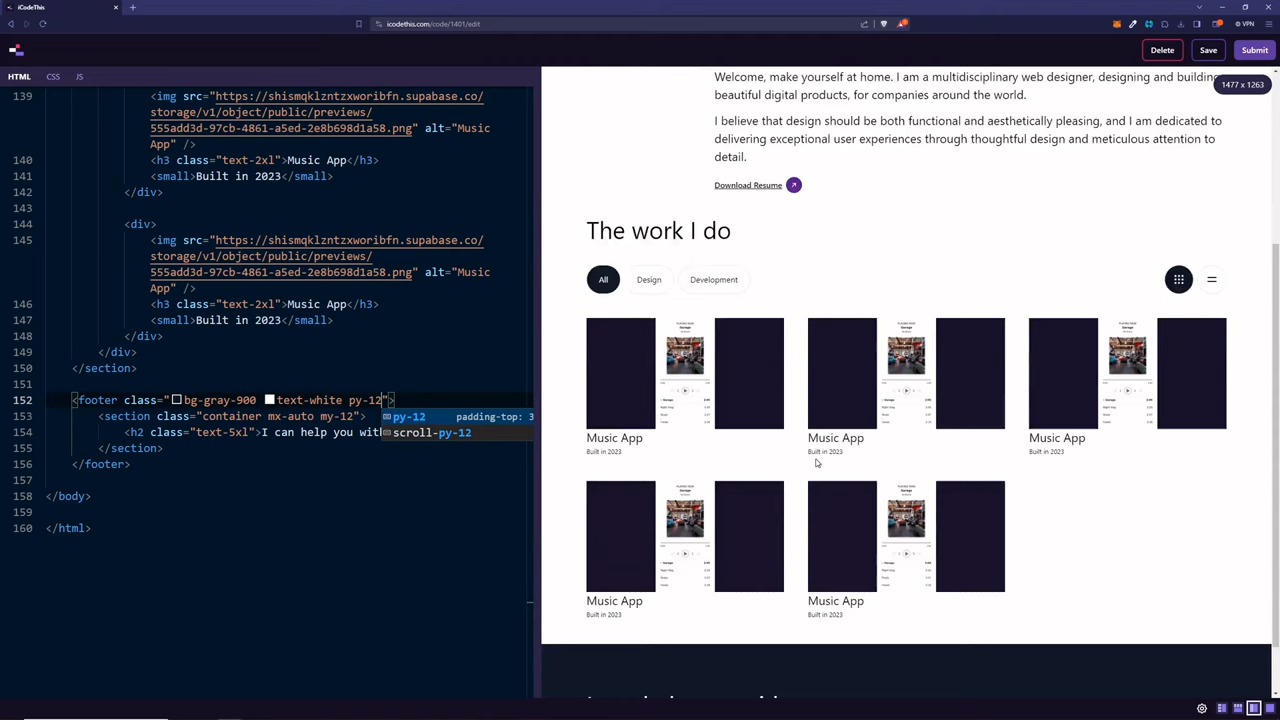 iCodeThis
icodethis.com/code/1401/edit
VPN
Delete
Save
Submit
HTML
CSS
JS
139
<img src="https://shismqklzntzxworibfn.supabase.co/
storage/v1/object/public/previews/
555add3d-97cb-4861-a5ed-2e8b698d1a58.png" alt="Music
App" />
140 <h3 class="text-2xl">Music App</h3>
141 <small>Built in 2023</small>
142 </div>
143
144 <div>
145 <img src="https://shismqklzntzxworibfn.supabase.co/
storage/v1/object/public/previews/
555add3d-97cb-4861-a5ed-2e8b698d1a58.png" alt="Music
App" />
146 <h3 class="text-2xl">Music App</h3>
147 <small>Built in 2023</small>
148 </div>
149 </div>
150 </section>
151
152 <footer class="bg-gray-900 text-white py-12">
153 <section class="container mx-auto my-12">
154 <h2 class="text-5xl">I can help you wit
155 </section>
156 </footer>
157
158 </body>
159
160 </html>
py-12 padding-top: 3
scroll-py-12
1477 x 1263
Welcome, make yourself at home. I am a multidisciplinary web designer, designing and building
beautiful digital products, for companies around the world.
I believe that design should be both functional and aesthetically pleasing, and I am dedicated to
delivering exceptional user experiences through thoughtful design and meticulous attention to
detail.
Download Resume
The work I do
All
Design
Development
Music App
Built in 2023
Music App
Built in 2023
Music App
Built in 2023
Music App
Built in 2023
Music App
Built in 2023